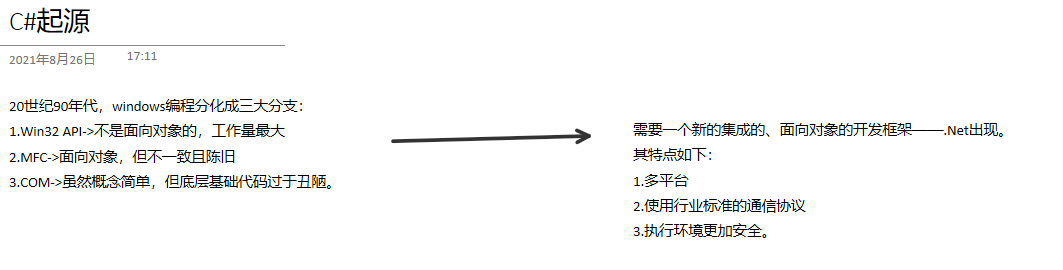 C#起源
2021年8月26日 17:11
20世纪90年代，windows编程分化成三大分支：
1.Win32 API->不是面向对象的，工作量最大
2.MFC->面向对象，但不一致且陈旧
3.COM->虽然概念简单，但底层基础代码过于丑陋。
需要一个新的集成的、面向对象的开发框架——.Net出现。
其特点如下：
1.多平台
2.使用行业标准的通信协议
3.执行环境更加安全。